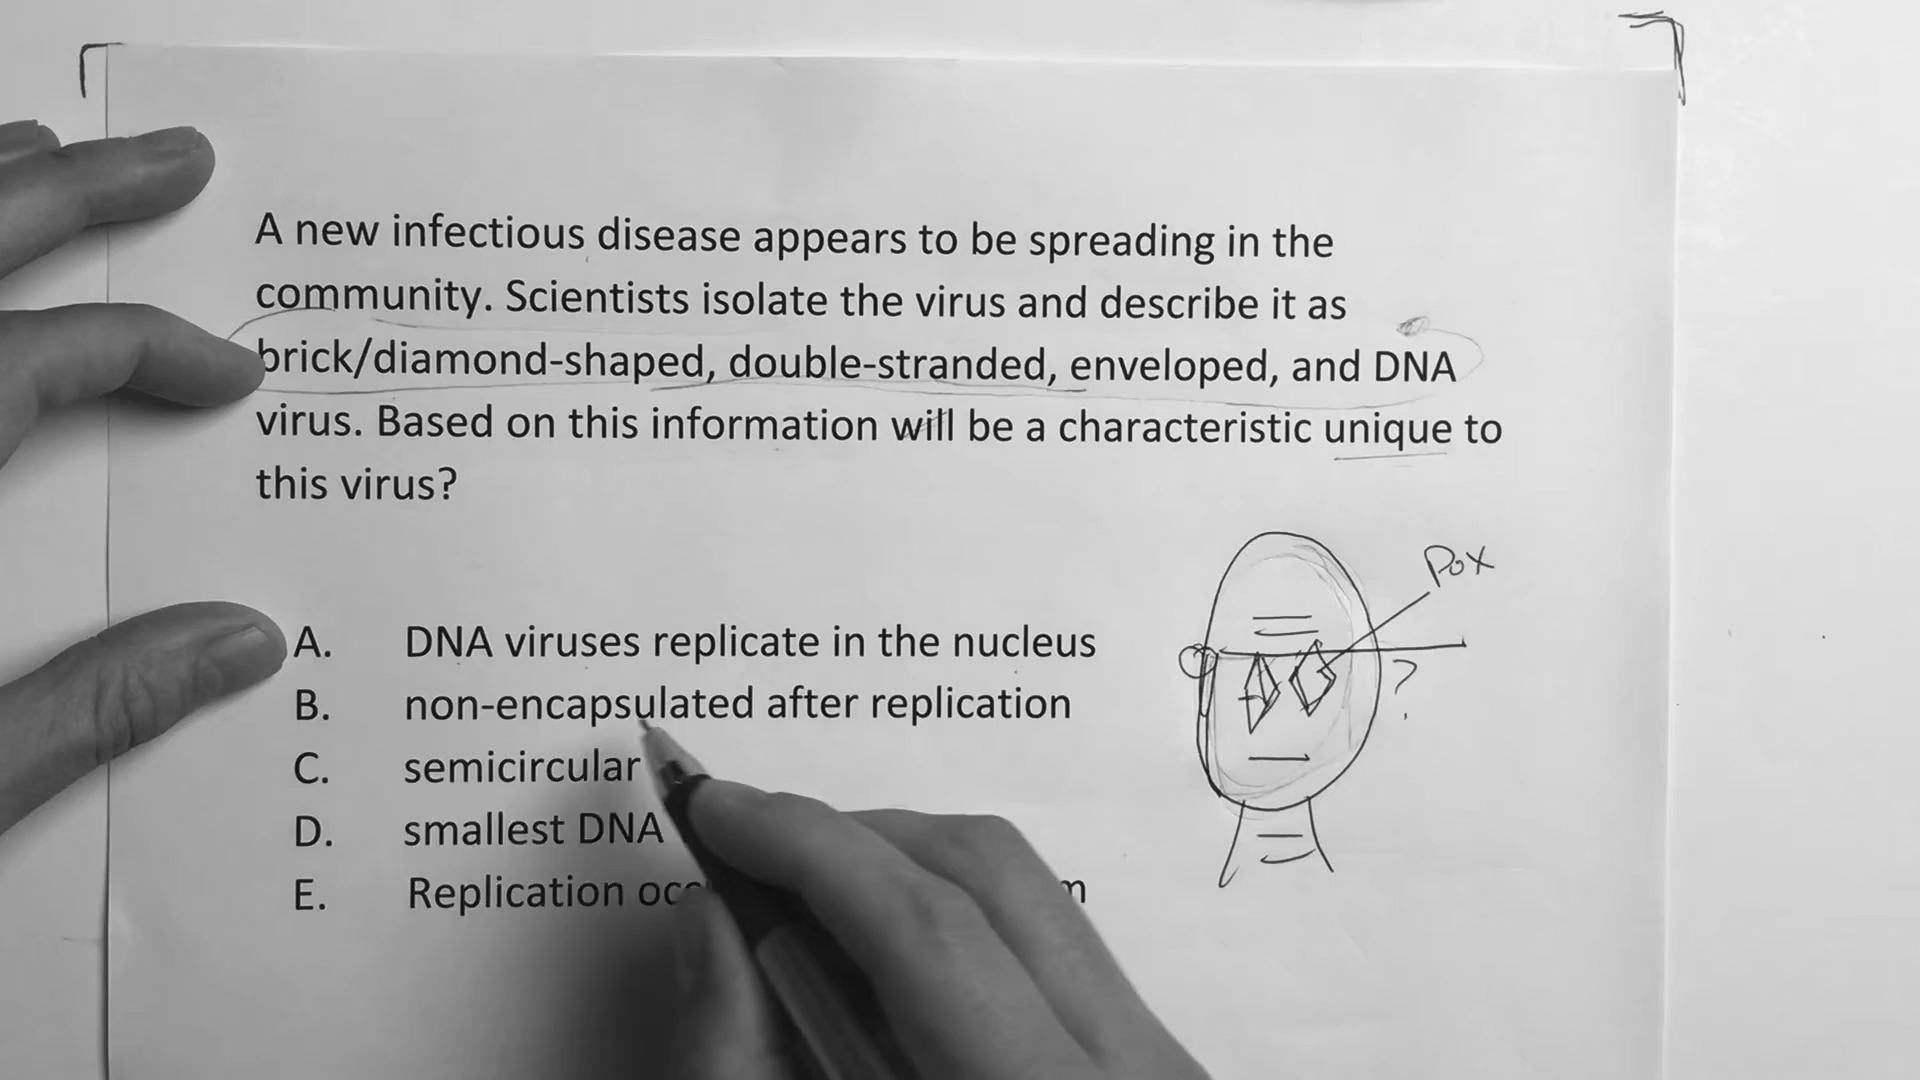 A new infectious disease appears to be spreading in the
community. Scientists isolate the virus and describe it as
brick/diamond-shaped, double-stranded, enveloped, and DNA
virus. Based on this information will be a characteristic unique to
this virus?
Pox
?
A. DNA viruses replicate in the nucleus
B. non-encapsulated after replication
C. semicircular
D. smallest DNA
E. Replication